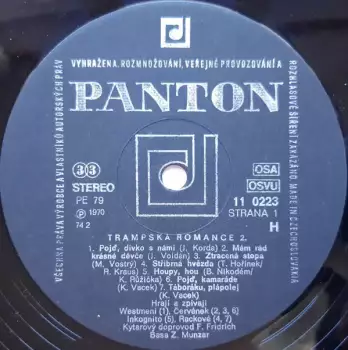 VŠECHNA PRÁVA VÝROBCE A VLASTNÍKŮ AUTORSKÝCH PRÁV
VYHRAŽENA. ROZMNOŽOVÁNÍ, VEŘEJNÉ PROVOZOVÁNÍ A
ROZHLASOVÉ ŠÍŘENÍ ZAKÁZÁNO. MADE IN CZECHOSLOVAKIA
PANTON
33
STEREO
PE 79
Ⓟ 1970
74 2
OSA
OSVU
11 0223
STRANA 1
H
TRAMPSKÁ ROMANCE 2.
1. Pojď, dívko s námi (J. Korda) 2. Mám rád
krásné děvče (J. Voldán) 3. Ztracená stopa
(M. Vostrý) 4. Stříbrná hvězda (T. Hořínek/
R. Kraus) 5. Houpy, hou (B. Nikodém/
K. Růžička) 6. Pojď, kamaráde
(K. Vacek) 7. Táboráku, plápolej
(K. Vacek)
Hrají a zpívají
Westmeni (1), Červánek (2, 3, 6)
Inkognito (5), Rackové (4, 7)
Kytarový doprovod F. Fridrich
Basa Z. Munzar